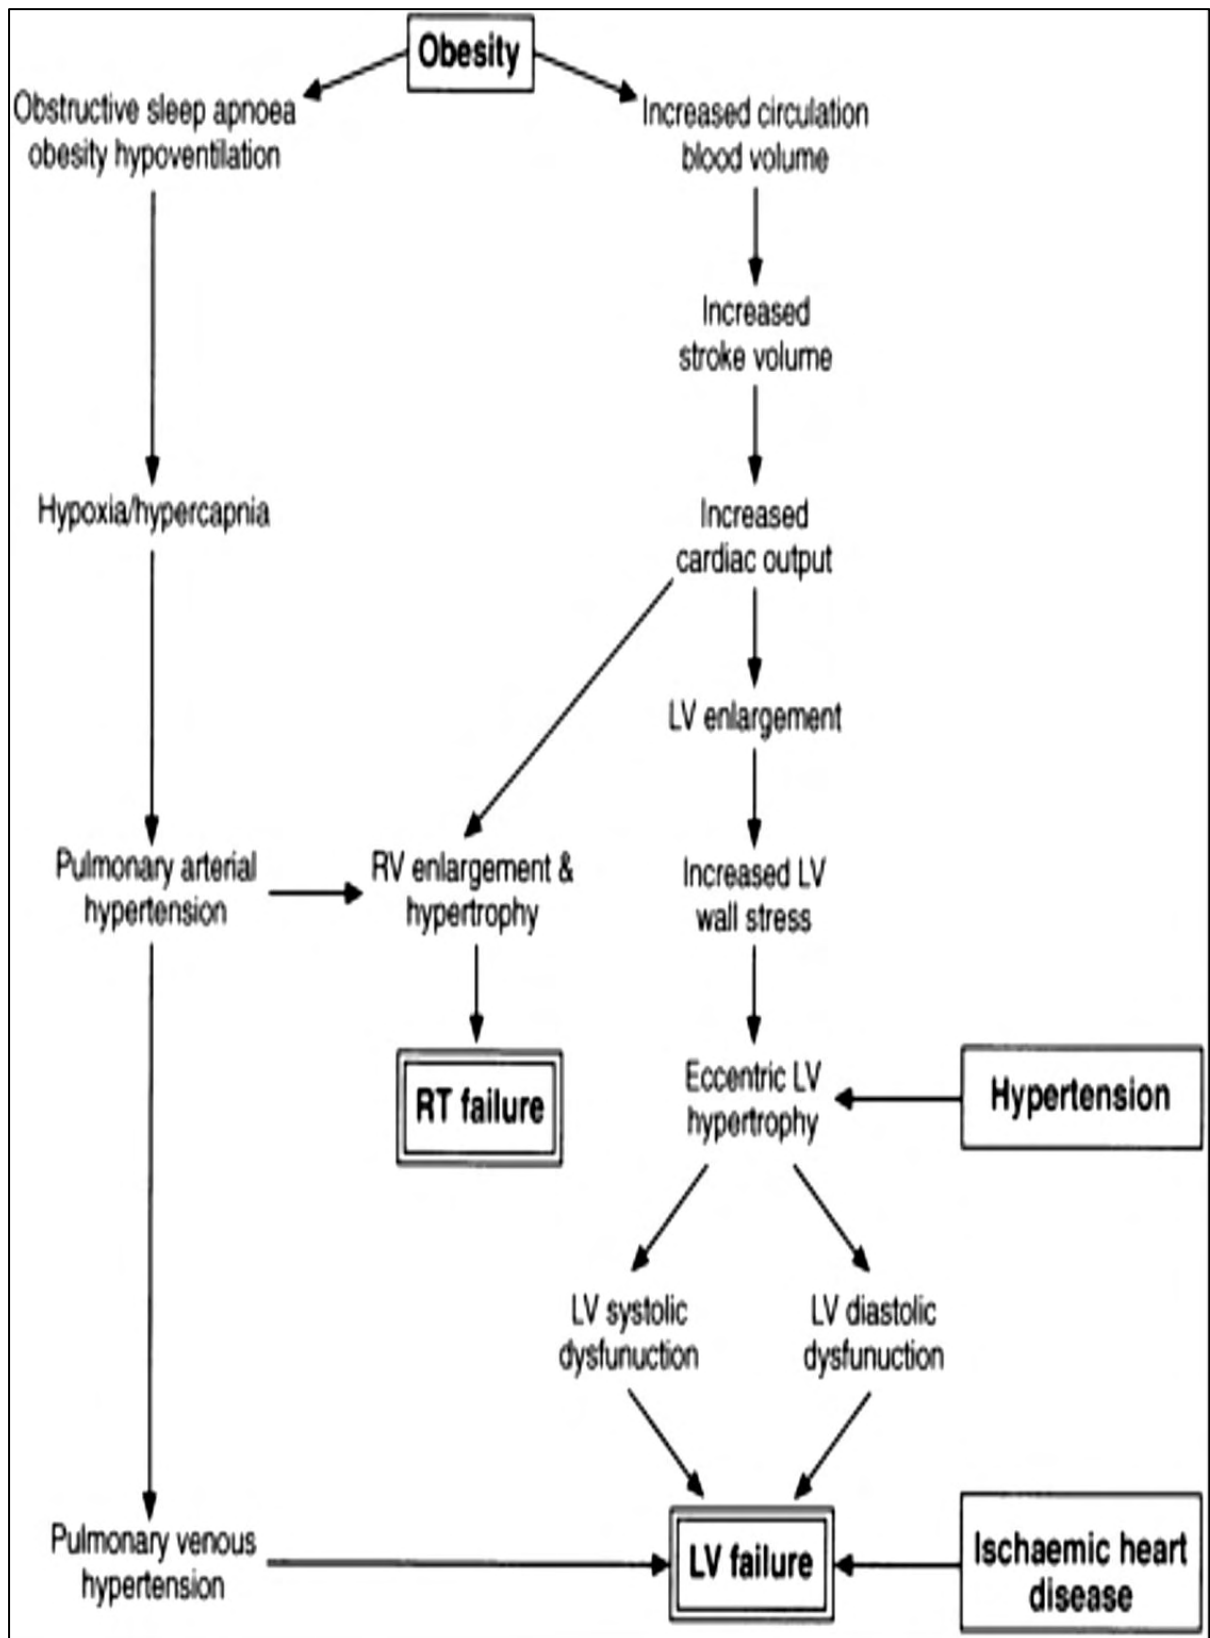 Obesity
Obstructive sleep apnoea
obesity hypoventilation
Increased circulation
blood volume
Increased
stroke volume
Hypoxia/hypercapnia
Increased
cardiac output
LV enlargement
Pulmonary arterial
hypertension
RV enlargement &
hypertrophy
Increased LV
wall stress
RT failure
Eccentric LV
hypertrophy
Hypertension
LV systolic
dysfunuction
LV diastolic
dysfunuction
Pulmonary venous
hypertension
LV failure
Ischaemic heart
disease